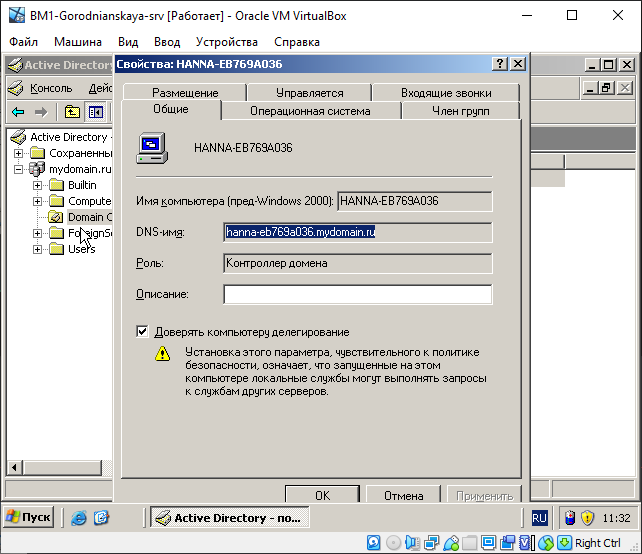 BM1-Gorodnianskaya-srv [Работает] - Oracle VM VirtualBox
Файл Машина Вид Ввод Устройства Справка
Active Directory
Свойства: HANNA-EB769A036
Консоль
Размещение Управляется Входящие звонки
Общие Операционная система Член групп
Active Directory -
Сохраненны
mydomain.ru
Builtin
Compute
Domain C
ForeignSe
Users
HANNA-EB769A036
Имя компьютера (пред-Windows 2000): HANNA-EB769A036
DNS-имя: hanna-eb769a036.mydomain.ru
Роль: Контроллер домена
Описание:
Доверять компьютеру делегирование
Установка этого параметра, чувствительного к политике
безопасности, означает, что запущенные на этом
компьютере локальные службы могут выполнять запросы
к службам других серверов.
OK Отмена Применить
Пуск Active Directory - по... RU 11:32
Right Ctrl